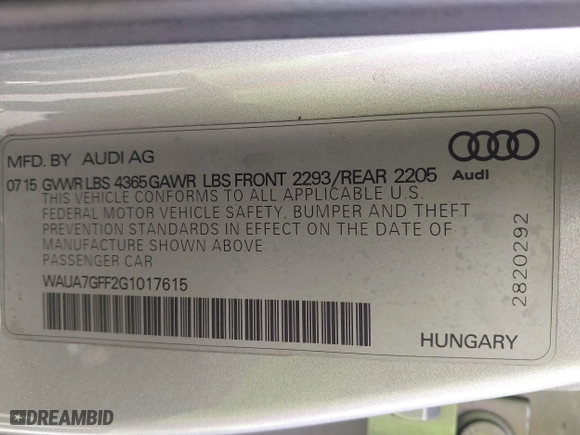 MFD. BY AUDI AG
Audi
07 15 GVWR LBS 4365 GAWR LBS FRONT 2293/REAR 2205
THIS VEHICLE CONFORMS TO ALL APPLICABLE U.S.
FEDERAL MOTOR VEHICLE SAFETY, BUMPER AND THEFT
PREVENTION STANDARDS IN EFFECT ON THE DATE OF
MANUFACTURE SHOWN ABOVE
PASSENGER CAR
WAUA7GFF2G1017615
2820292
HUNGARY
DREAMBID